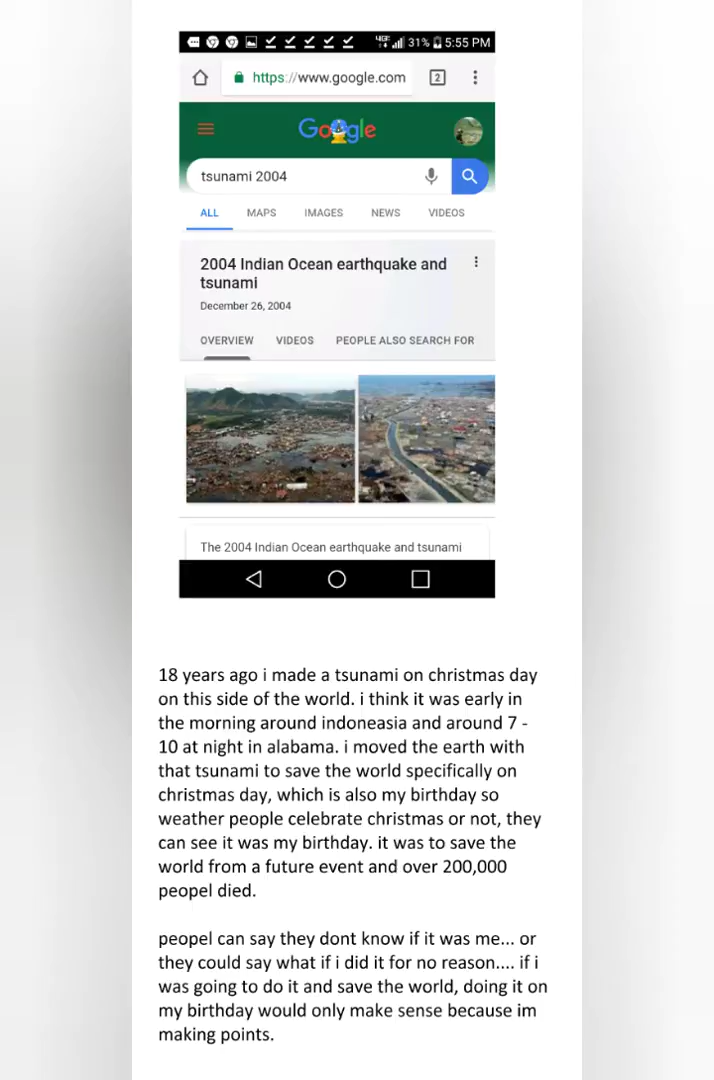 31% 5:55 PM
https://www.google.com 2
Google
tsunami 2004
ALL MAPS IMAGES NEWS VIDEOS
2004 Indian Ocean earthquake and
tsunami
December 26, 2004
OVERVIEW VIDEOS PEOPLE ALSO SEARCH FOR
The 2004 Indian Ocean earthquake and tsunami
18 years ago i made a tsunami on christmas day
on this side of the world. i think it was early in
the morning around indoneasia and around 7 -
10 at night in alabama. i moved the earth with
that tsunami to save the world specifically on
christmas day, which is also my birthday so
weather people celebrate christmas or not, they
can see it was my birthday. it was to save the
world from a future event and over 200,000
peopel died.
peopel can say they dont know if it was me... or
they could say what if i did it for no reason.... if i
was going to do it and save the world, doing it on
my birthday would only make sense because im
making points.